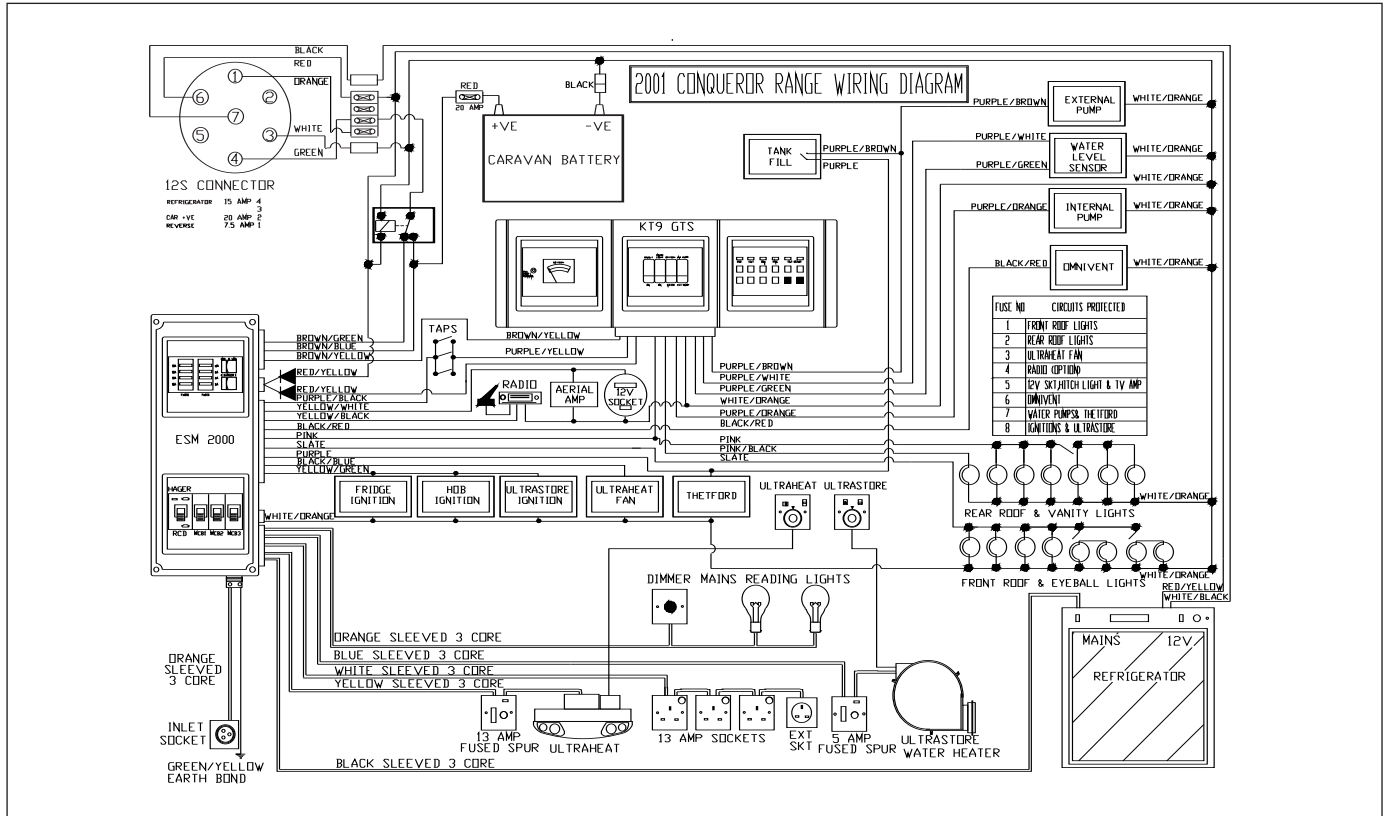 2001 CONQUEROR RANGE WIRING DIAGRAM
BLACK
RED
ORANGE
WHITE
GREEN
1
2
3
4
5
6
7
12S CONNECTOR
REFRIGERATOR 15 AMP 4
3
CAR +VE 20 AMP 2
REVERSE 7.5 AMP 1
RED
20 AMP
BLACK
+VE -VE
CARAVAN BATTERY
TANK
FILL
PURPLE/BROWN
PURPLE
PURPLE/BROWN
EXTERNAL
PUMP
WHITE/ORANGE
PURPLE/WHITE
PURPLE/GREEN
WATER
LEVEL
SENSOR
WHITE/ORANGE
WHITE/ORANGE
PURPLE/ORANGE
INTERNAL
PUMP
WHITE/ORANGE
BLACK/RED
OMNIVENT
WHITE/ORANGE
KT9 GTS
FUSE NO CIRCUITS PROTECTED
1 FRONT ROOF LIGHTS
2 REAR ROOF LIGHTS
3 ULTRAHEAT FAN
4 RADIO (OPTION)
5 12V SKT,HITCH LIGHT & TV AMP
6 OMNIVENT
7 WATER PUMPS& THETFORD
8 IGNITIONS & ULTRASTORE
BROWN/GREEN
BROWN/BLUE
BROWN/YELLOW
RED/YELLOW
RED/YELLOW
PURPLE/BLACK
YELLOW/WHITE
YELLOW/BLACK
BLACK/RED
PINK
SLATE
PURPLE
BLACK/BLUE
YELLOW/GREEN
WHITE/ORANGE
TAPS
BROWN/YELLOW
PURPLE/YELLOW
RADIO
AERIAL
AMP
12V
SOCKET
PURPLE/BROWN
PURPLE/WHITE
PURPLE/GREEN
WHITE/ORANGE
PURPLE/ORANGE
BLACK/RED
PINK
PINK/BLACK
SLATE
ESM 2000
HAGER
RCD MCB1 MCB2 MCB3
FRIDGE
IGNITION
HOB
IGNITION
ULTRASTORE
IGNITION
ULTRAHEAT
FAN
THETFORD
ULTRAHEAT
ULTRASTORE
WHITE/ORANGE
REAR ROOF & VANITY LIGHTS
FRONT ROOF & EYEBALL LIGHTS
WHITE/ORANGE
RED/YELLOW
WHITE/BLACK
DIMMER MAINS READING LIGHTS
ORANGE SLEEVED 3 CORE
BLUE SLEEVED 3 CORE
WHITE SLEEVED 3 CORE
YELLOW SLEEVED 3 CORE
ORANGE
SLEEVED
3 CORE
INLET
SOCKET
GREEN/YELLOW
EARTH BOND
BLACK SLEEVED 3 CORE
13 AMP
FUSED SPUR
ULTRAHEAT
13 AMP SOCKETS
EXT
SKT
5 AMP
FUSED SPUR
ULTRASTORE
WATER HEATER
MAINS 12V
REFRIGERATOR